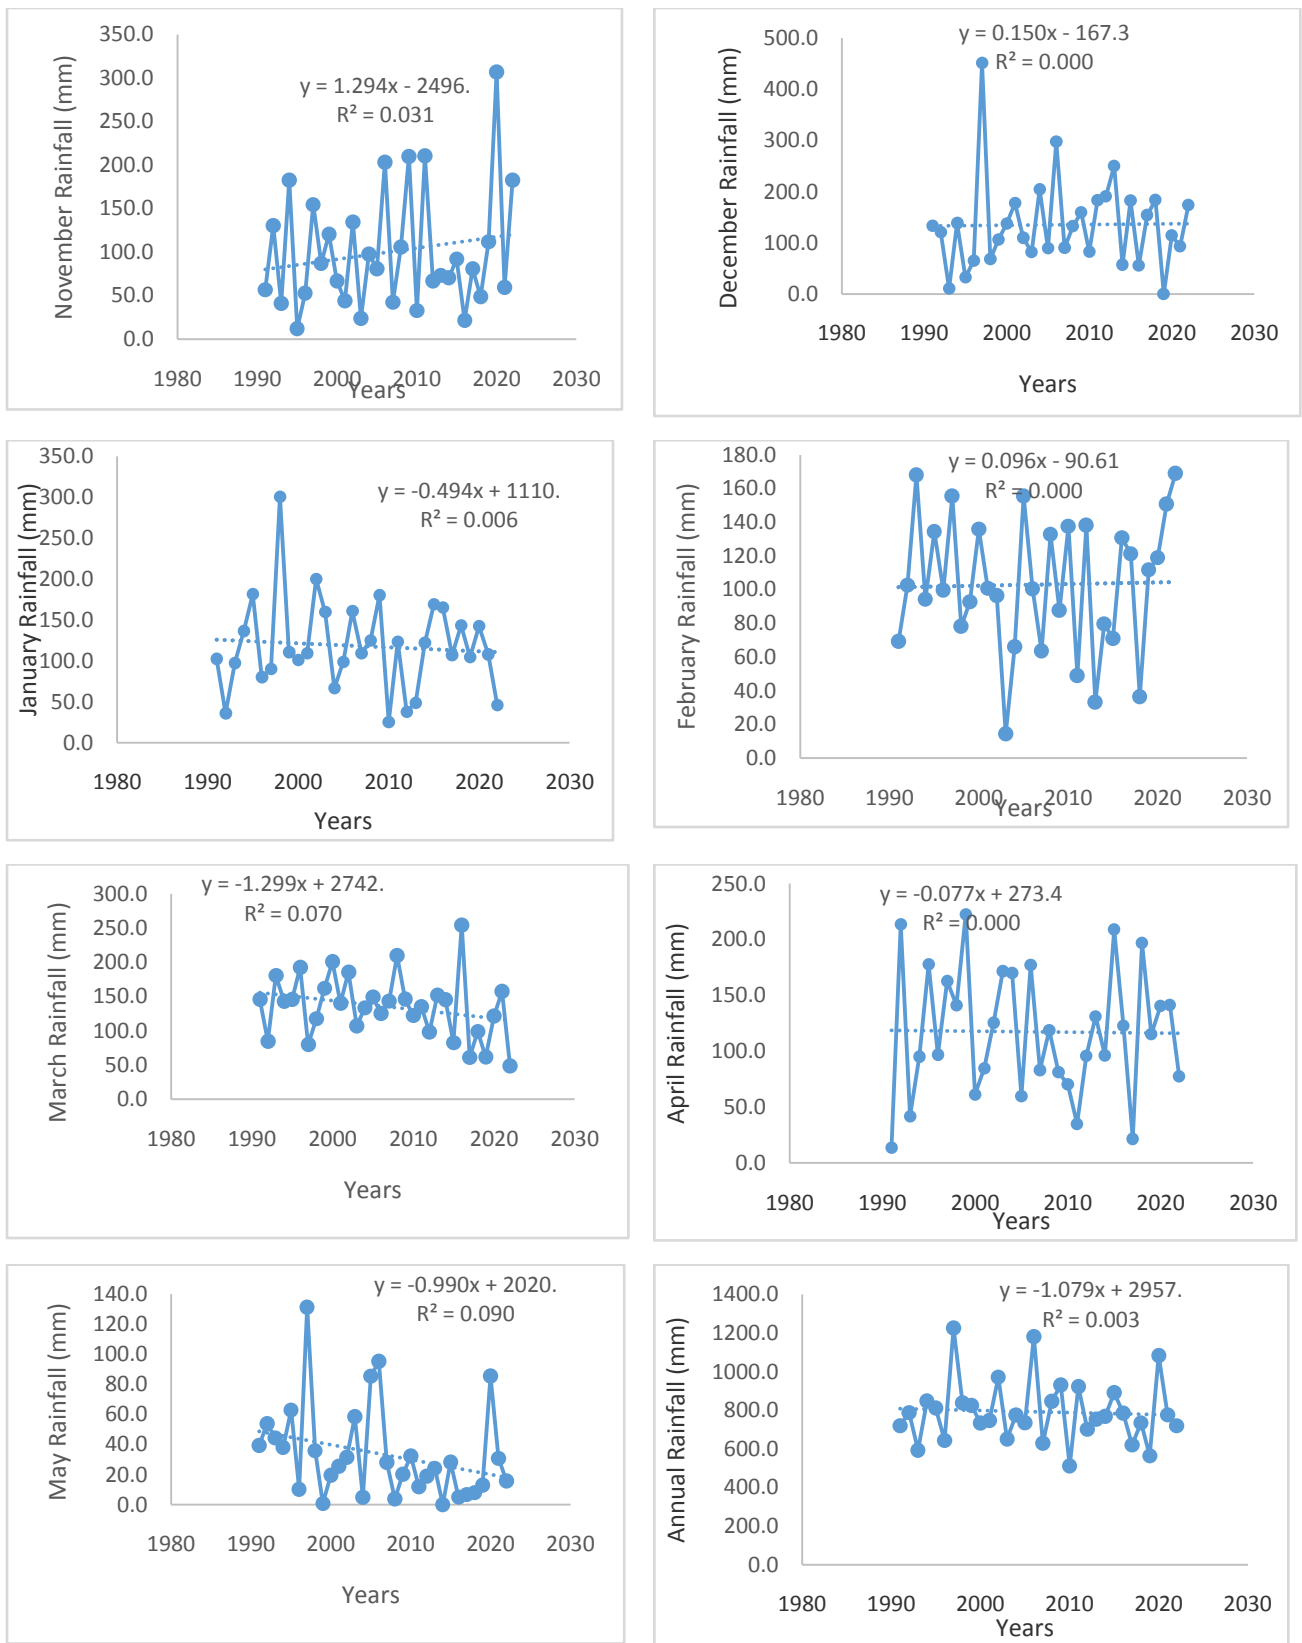 y = 1.294x - 2496.
R² = 0.031
November Rainfall (mm)
350.0
300.0
250.0
200.0
150.0
100.0
50.0
0.0
1980 1990 2000 2010 2020 2030
Years
y = 0.150x - 167.3
R² = 0.000
December Rainfall (mm)
500.0
400.0
300.0
200.0
100.0
0.0
1980 1990 2000 2010 2020 2030
Years
y = -0.494x + 1110.
R² = 0.006
January Rainfall (mm)
350.0
300.0
250.0
200.0
150.0
100.0
50.0
0.0
1980 1990 2000 2010 2020 2030
Years
y = 0.096x - 90.61
R² = 0.000
February Rainfall (mm)
180.0
160.0
140.0
120.0
100.0
80.0
60.0
40.0
20.0
0.0
1980 1990 2000 2010 2020 2030
Years
y = -1.299x + 2742.
R² = 0.070
March Rainfall (mm)
300.0
250.0
200.0
150.0
100.0
50.0
0.0
1980 1990 2000 2010 2020 2030
Years
y = -0.077x + 273.4
R² = 0.000
April Rainfall (mm)
250.0
200.0
150.0
100.0
50.0
0.0
1980 1990 2000 2010 2020 2030
Years
y = -0.990x + 2020.
R² = 0.090
May Rainfall (mm)
140.0
120.0
100.0
80.0
60.0
40.0
20.0
0.0
1980 1990 2000 2010 2020 2030
Years
y = -1.079x + 2957.
R² = 0.003
Annual Rainfall (mm)
1400.0
1200.0
1000.0
800.0
600.0
400.0
200.0
0.0
1980 1990 2000 2010 2020 2030
Years